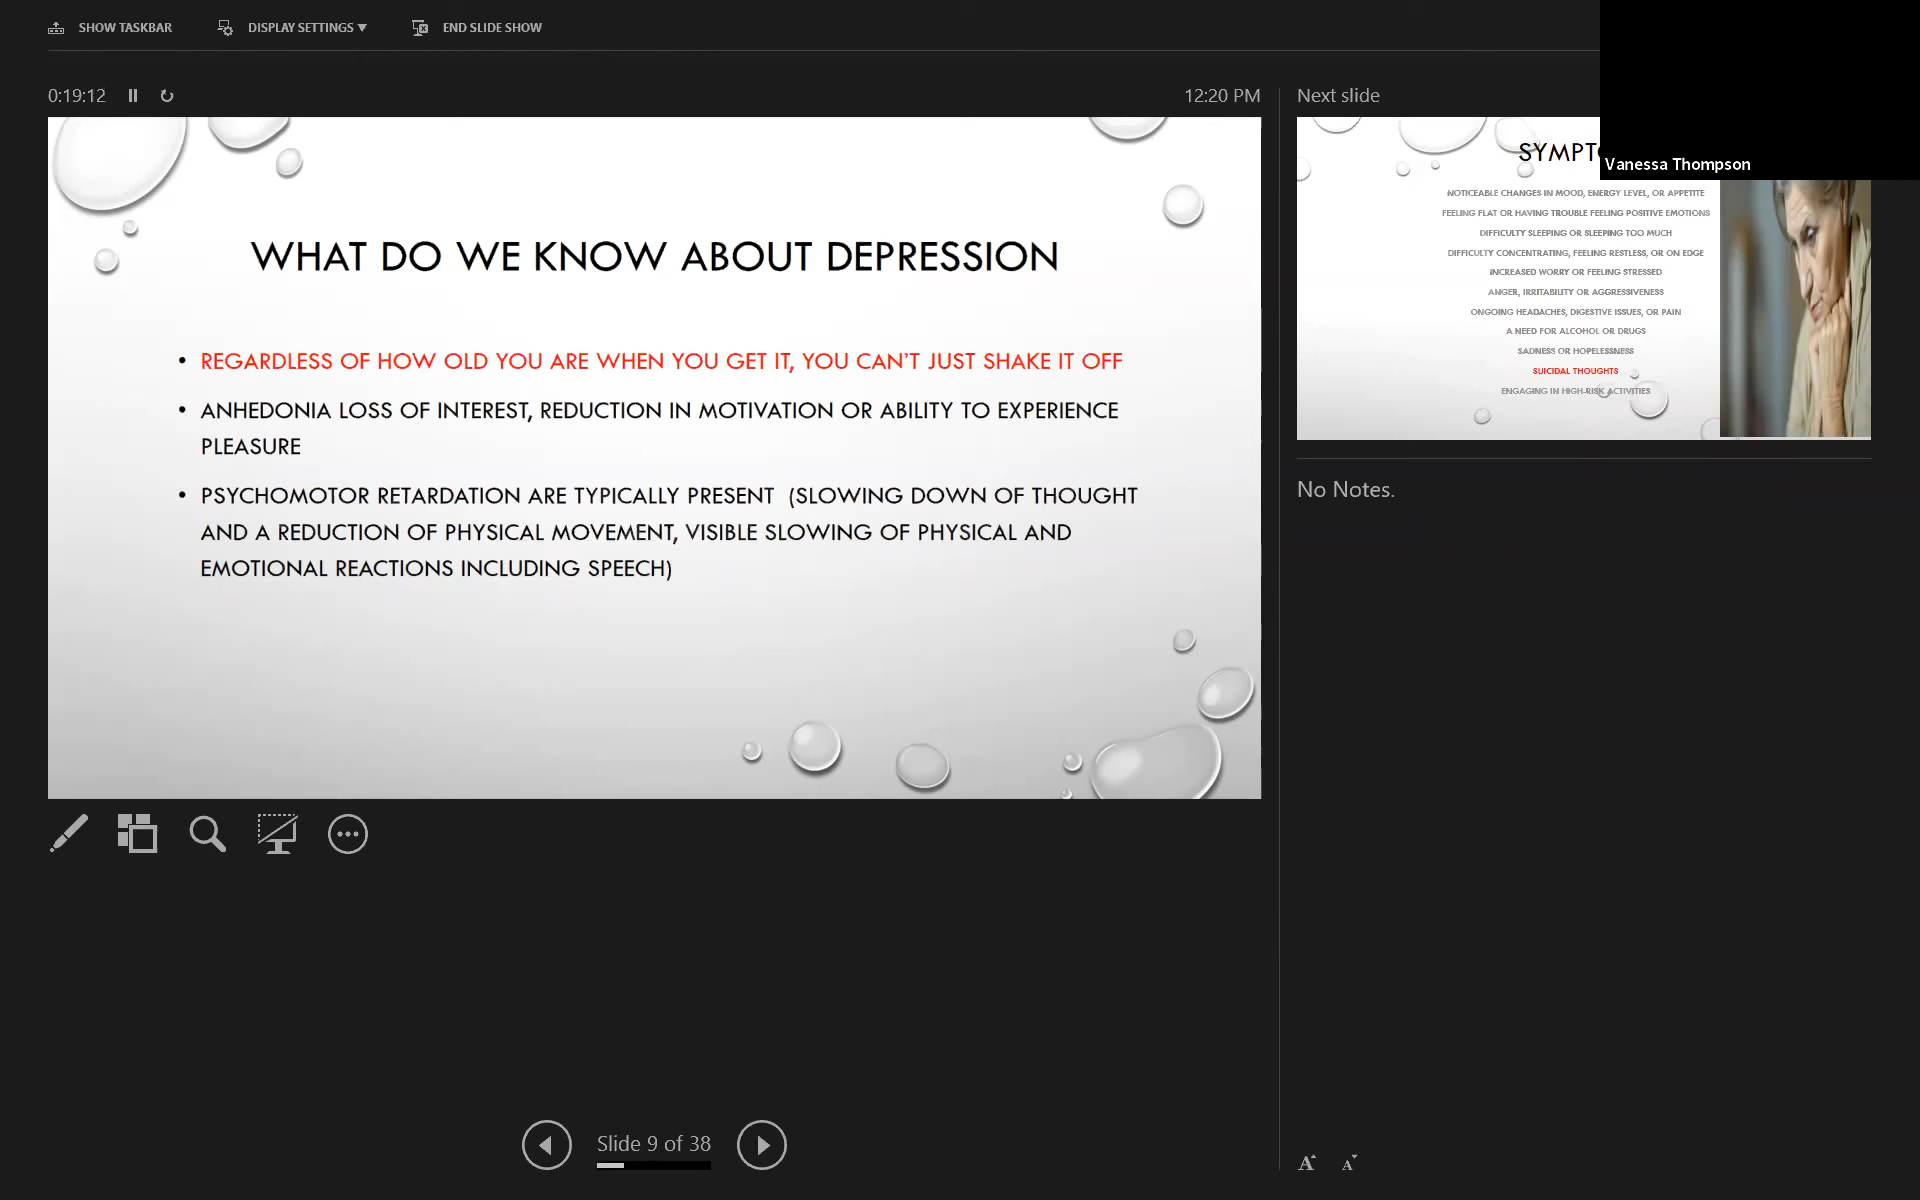 SHOW TASKBAR
DISPLAY SETTINGS
END SLIDE SHOW
0:19:12
12:20 PM
WHAT DO WE KNOW ABOUT DEPRESSION
• REGARDLESS OF HOW OLD YOU ARE WHEN YOU GET IT, YOU CAN'T JUST SHAKE IT OFF
• ANHEDONIA LOSS OF INTEREST, REDUCTION IN MOTIVATION OR ABILITY TO EXPERIENCE
PLEASURE
• PSYCHOMOTOR RETARDATION ARE TYPICALLY PRESENT (SLOWING DOWN OF THOUGHT
AND A REDUCTION OF PHYSICAL MOVEMENT, VISIBLE SLOWING OF PHYSICAL AND
EMOTIONAL REACTIONS INCLUDING SPEECH)
Slide 9 of 38
Next slide
Vanessa Thompson
NOTICEABLE CHANGES IN MOOD, ENERGY LEVEL, OR APPETITE
FEELING FLAT OR HAVING TROUBLE FEELING POSITIVE EMOTIONS
DIFFICULTY SLEEPING OR SLEEPING TOO MUCH
DIFFICULTY CONCENTRATING, FEELING RESTLESS, OR ON EDGE
INCREASED WORRY OR FEELING STRESSED
ANGER, IRRITABILITY OR AGGRESSIVENESS
ONGOING HEADACHES, DIGESTIVE ISSUES, OR PAIN
A NEED FOR ALCOHOL OR DRUGS
SADNESS OR HOPELESSNESS
SUICIDAL THOUGHTS
ENGAGING IN HIGH-RISK ACTIVITIES
No Notes.
A A